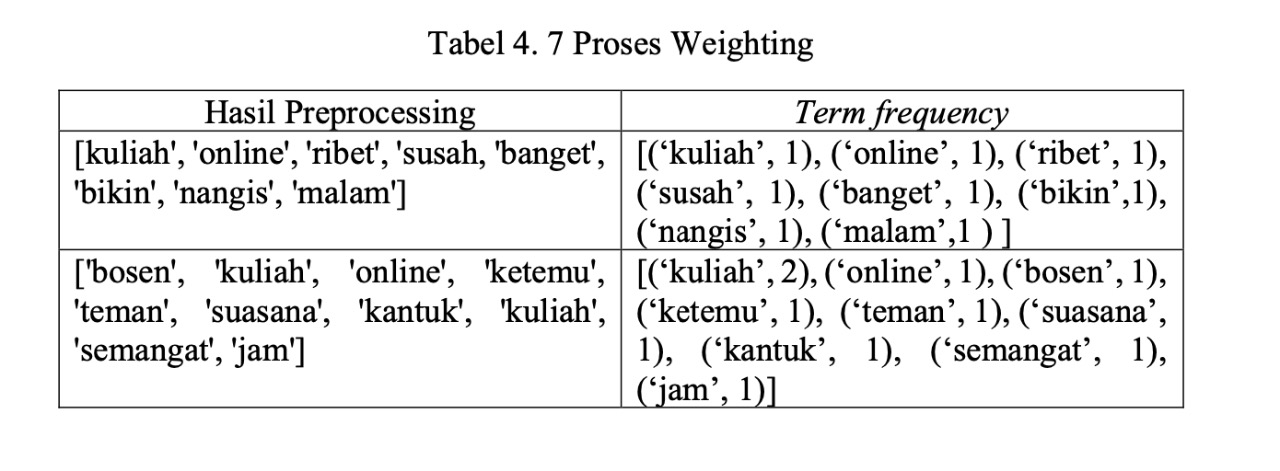 Tabel 4. 7 Proses Weighting
Hasil Preprocessing
Term frequency
[kuliah', 'online', 'ribet', 'susah, 'banget',
'bikin', 'nangis', 'malam']
[(‘kuliah’, 1), (‘online’, 1), (‘ribet’, 1),
(‘susah’, 1), (‘banget’, 1), (‘bikin’,1),
(‘nangis’, 1), (‘malam’,1 ) ]
['bosen', 'kuliah', 'online', 'ketemu',
'teman', 'suasana', 'kantuk', 'kuliah',
'semangat', 'jam']
[(‘kuliah’, 2), (‘online’, 1), (‘bosen’, 1),
(‘ketemu’, 1), (‘teman’, 1), (‘suasana’,
1), (‘kantuk’, 1), (‘semangat’, 1),
(‘jam’, 1)]